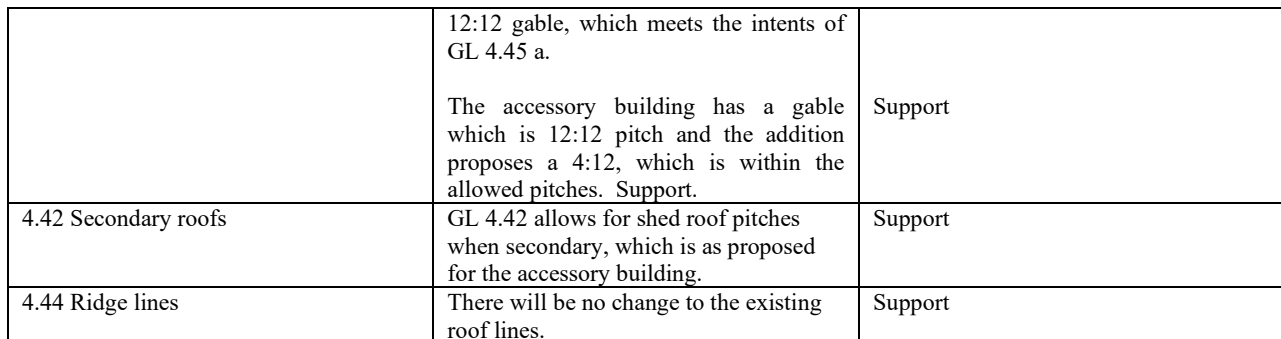 12:12 gable, which meets the intents of
GL 4.45 a.
The accessory building has a gable
which is 12:12 pitch and the addition
proposes a 4:12, which is within the
allowed pitches. Support.
Support
4.42 Secondary roofs
GL 4.42 allows for shed roof pitches
when secondary, which is as proposed
for the accessory building.
Support
4.44 Ridge lines
There will be no change to the existing
roof lines.
Support